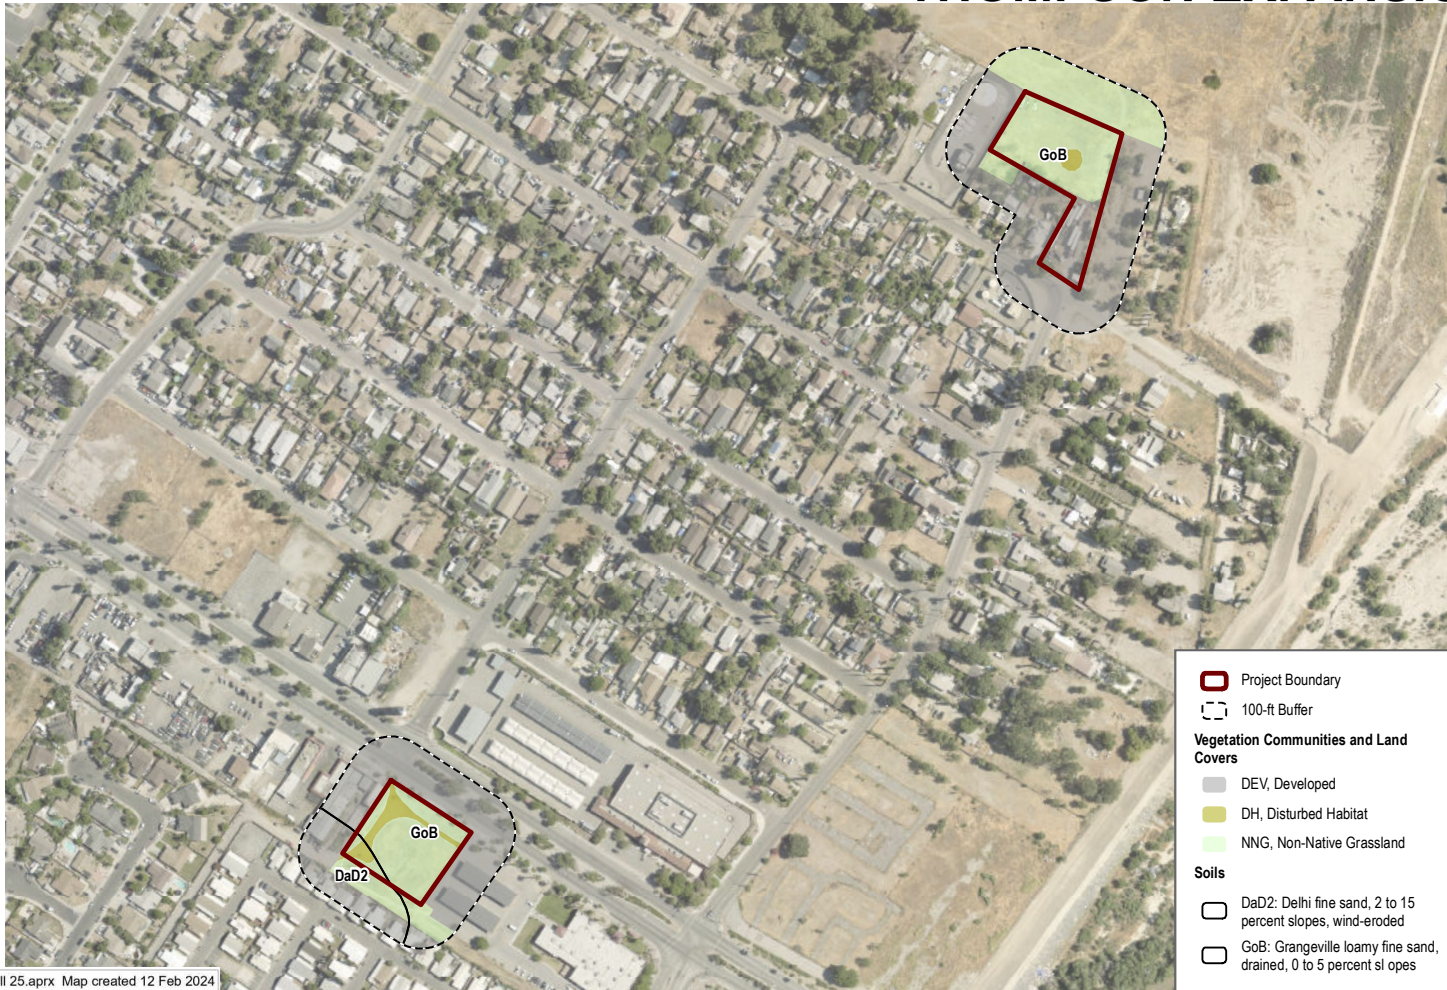 GoB
GoB
DaD2
Project Boundary
100-ft Buffer
Vegetation Communities and Land
Covers
DEV, Developed
DH, Disturbed Habitat
NNG, Non-Native Grassland
Soils
DaD2: Delhi fine sand, 2 to 15
percent slopes, wind-eroded
GoB: Grangeville loamy fine sand,
drained, 0 to 5 percent sl opes
ll 25.aprx Map created 12 Feb 2024